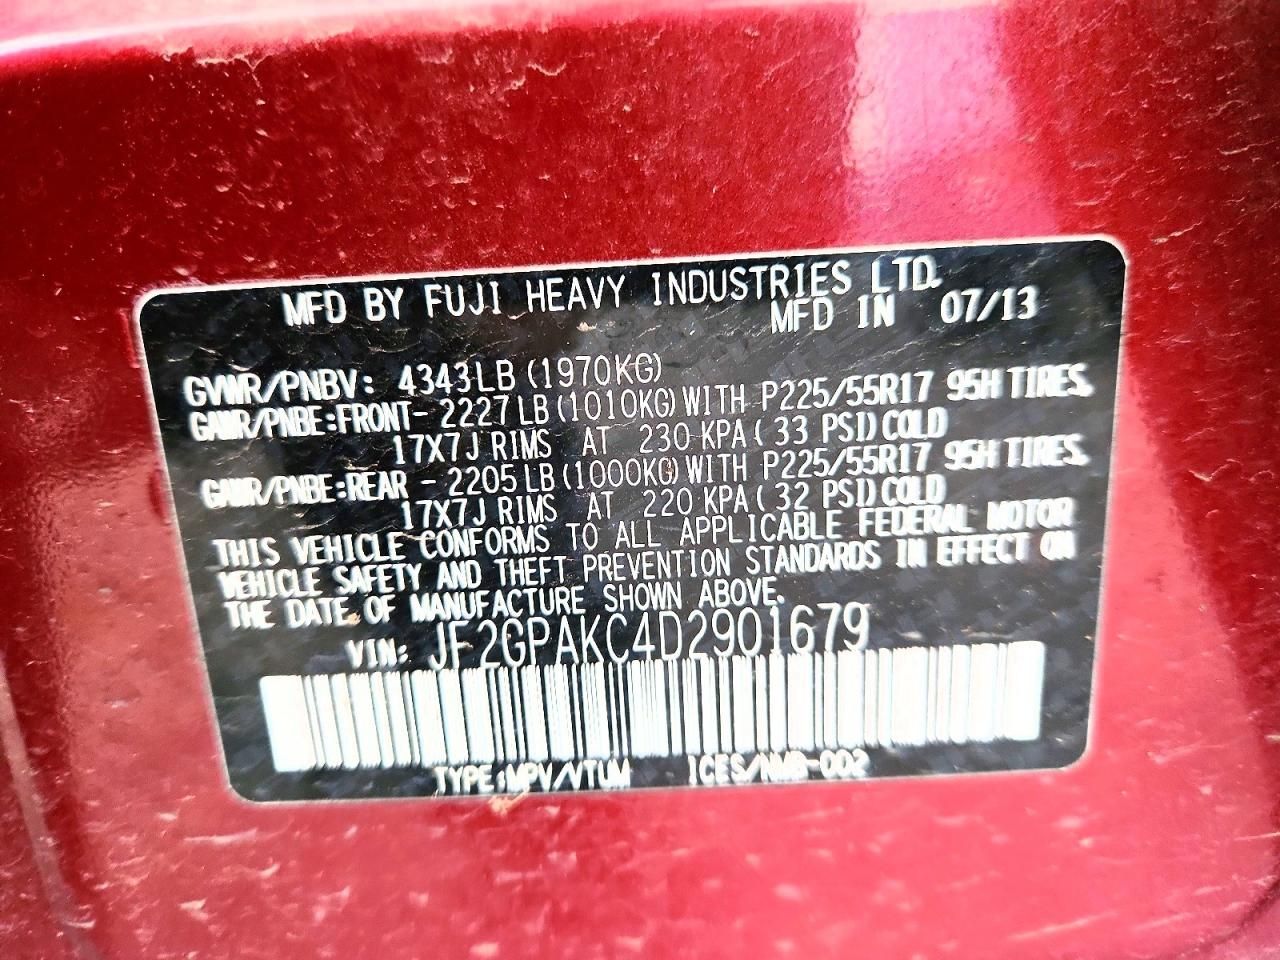 MFD BY FUJI HEAVY INDUSTRIES LTD.
MFD IN 07/13
GVWR/PNBV: 4343LB (1970KG)
GAWR/PNBE:FRONT- 2227 LB (1010KG) WITH P225/55R17 95H TIRES.
17X7J RIMS AT 230 KPA ( 33 PSI) COLD
GAWR/PNBE:REAR - 2205 LB (1000KG) WITH P225/55R17 95H TIRES.
17X7J RIMS AT 220 KPA ( 32 PSI) COLD
THIS VEHICLE CONFORMS TO ALL APPLICABLE FEDERAL MOTOR
VEHICLE SAFETY AND THEFT PREVENTION STANDARDS IN EFFECT ON
THE DATE OF MANUFACTURE SHOWN ABOVE.
VIN: JF2GPAKC4D2901679
TYPE:MPV/VTUM ICES/NMB-002